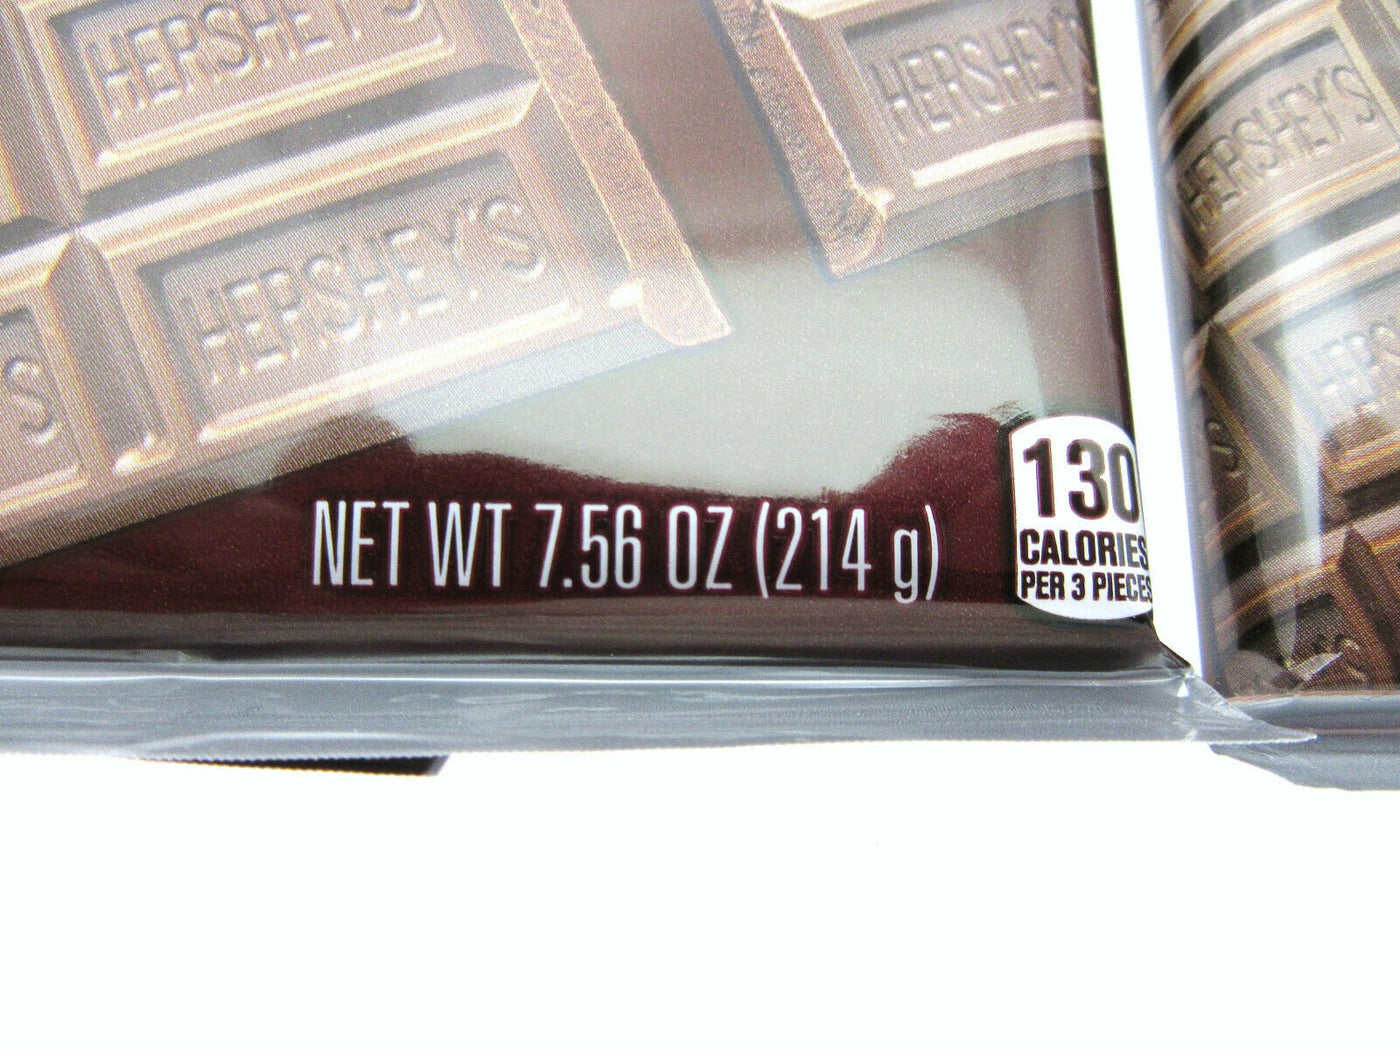 HERSHEY'S
HERSHEY'S
HERSHEY'S
HERSHEY'S
NET WT 7.56 OZ (214 g)
130
CALORIES
PER 3 PIECES